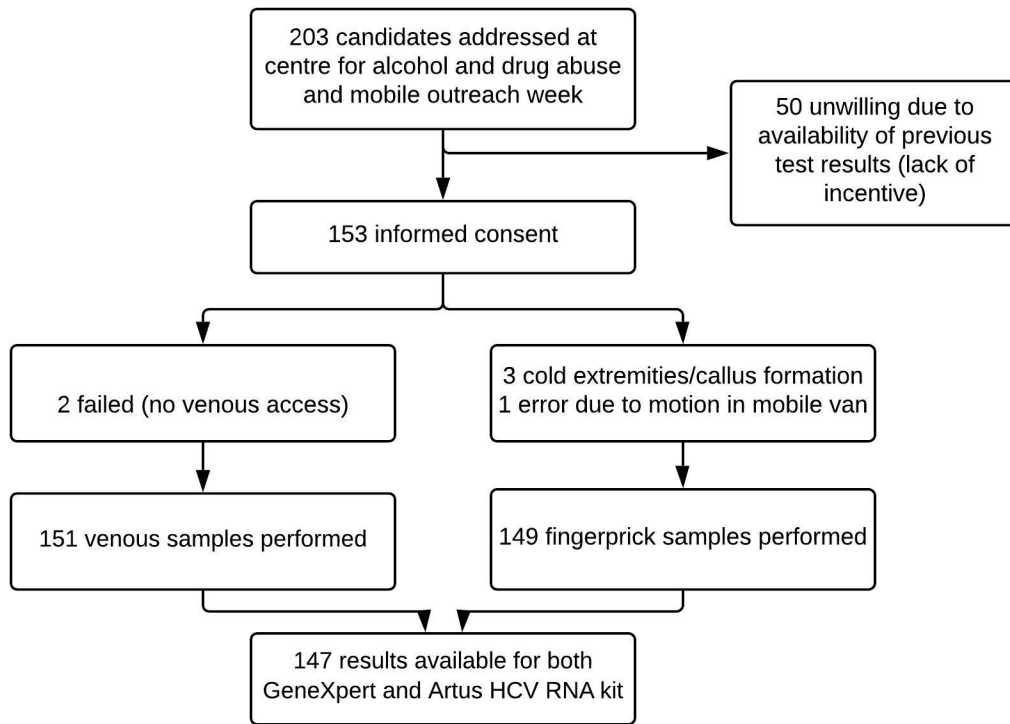 203 candidates addressed at
centre for alcohol and drug abuse
and mobile outreach week
50 unwilling due to
availability of previous
test results (lack of
incentive)
153 informed consent
2 failed (no venous access)
3 cold extremities/callus formation
1 error due to motion in mobile van
151 venous samples performed
149 fingerprick samples performed
147 results available for both
GeneXpert and Artus HCV RNA kit